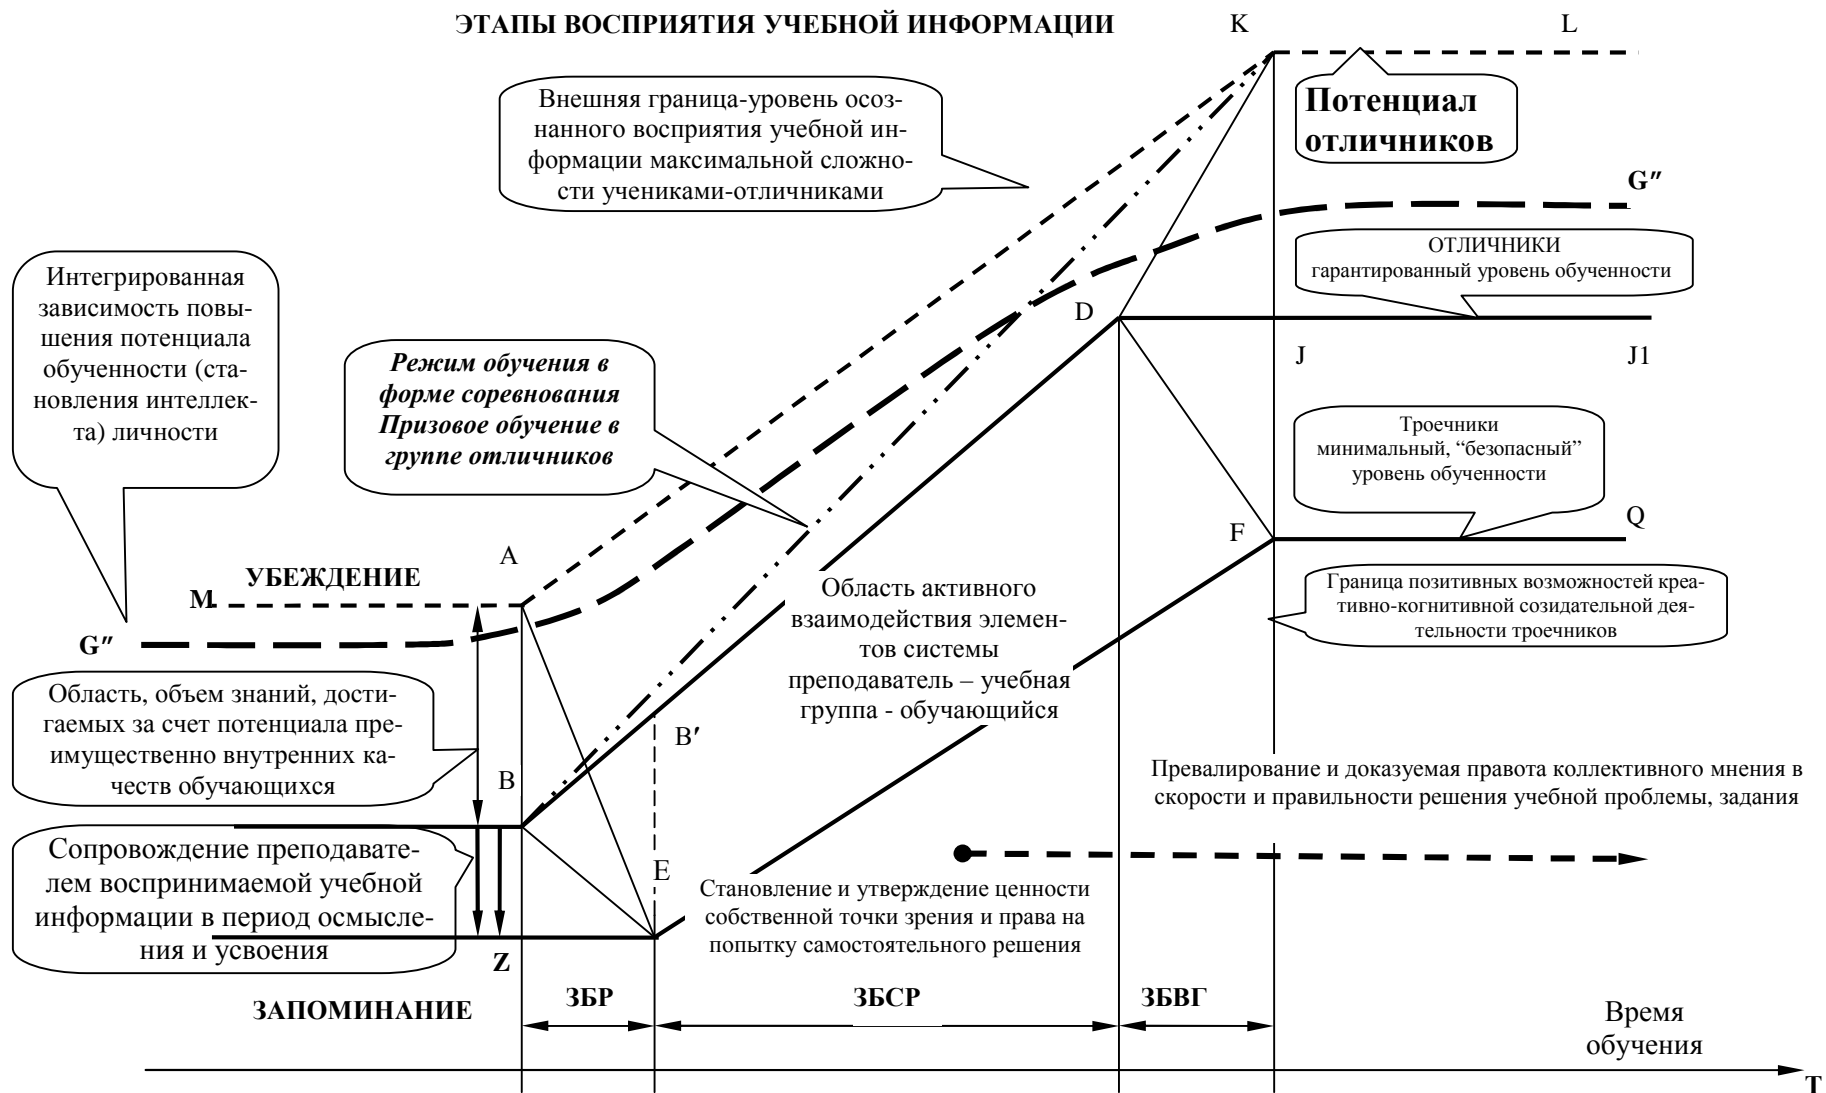 ЭТАПЫ ВОСПРИЯТИЯ УЧЕБНОЙ ИНФОРМАЦИИ
K
L
Внешняя граница-уровень осоз-
нанного восприятия учебной ин-
формации максимальной сложно-
сти учениками-отличниками
Потенциал
отличников
G″
ОТЛИЧНИКИ
гарантированный уровень обученности
Интегрированная
зависимость повы-
шения потенциала
обученности (ста-
новления интеллек-
та) личности
D
Режим обучения в
форме соревнования
Призовое обучение в
группе отличников
J
J1
Троечники
минимальный, “безопасный”
уровень обученности
Q
F
A
УБЕЖДЕНИЕ
M
G″
Область активного
взаимодействия элемен-
тов системы
преподаватель – учебная
группа - обучающийся
Граница позитивных возможностей креа-
тивно-когнитивной созидательной дея-
тельности троечников
Область, объем знаний, дости-
гаемых за счет потенциала пре-
имущественно внутренних ка-
честв обучающихся
B′
B
Превалирование и доказуемая правота коллективного мнения в
скорости и правильности решения учебной проблемы, задания
Сопровождение преподавате-
лем воспринимаемой учебной
информации в период осмысле-
ния и усвоения
E
Становление и утверждение ценности
собственной точки зрения и права на
попытку самостоятельного решения
Z
ЗАПОМИНАНИЕ
ЗБР
ЗБСР
ЗБВГ
Время
обучения
T